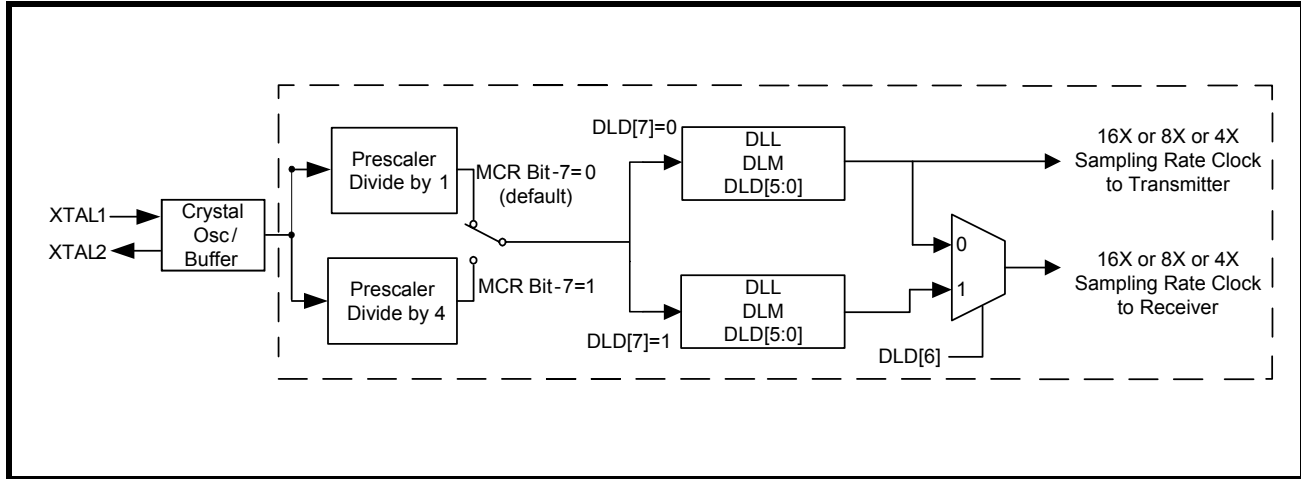 XTAL1
XTAL2
Crystal
Osc/
Buffer
Prescaler
Divide by 1
Prescaler
Divide by 4
MCR Bit-7=0
(default)
MCR Bit-7=1
DLD[7]=0
DLL
DLM
DLD[5:0]
DLD[7]=1
DLL
DLM
DLD[5:0]
0
1
DLD[6]
16X or 8X or 4X
Sampling Rate Clock
to Transmitter
16X or 8X or 4X
Sampling Rate Clock
to Receiver